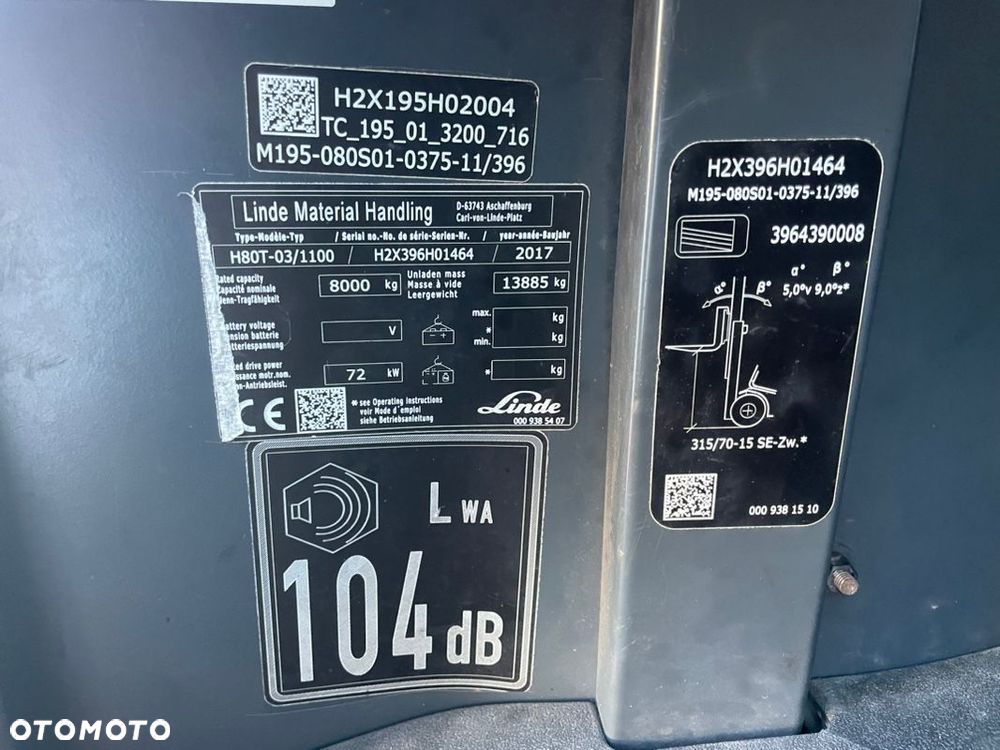 H2X195H02004
TC_195_01_3200_716
M195-080S01-0375-11/396
Linde Material Handling
D-63743 Aschaffenburg
Carl-von-Linde-Platz
Type-Modèle-Typ / Serial no.-No. de série-Serien-Nr. / year-année-Baujahr
H80T-03/1100 / H2X396H01464 / 2017
Rated capacity
Capacité nominale
Nenn-Tragfähigkeit
8000 kg
Unladen mass
Masse à vide
Leergewicht
13885 kg
battery voltage
tension batterie
Batteriespannung
V
max. kg
*
min. kg
rated drive power
puissance motr.nom.
Nenn-Antriebsleist.
72 kW
* kg
CE
* see Operating Instructions
voir Mode d'emploi
siehe Betriebsanleitung
Linde
000 938 54 07
LWA
104 dB
H2X396H01464
M195-080S01-0375-11/396
3964390008
α° β°
5,0°v 9,0°z*
α° β°
315/70-15 SE-Zw.*
000 938 15 10
OTOMOTO